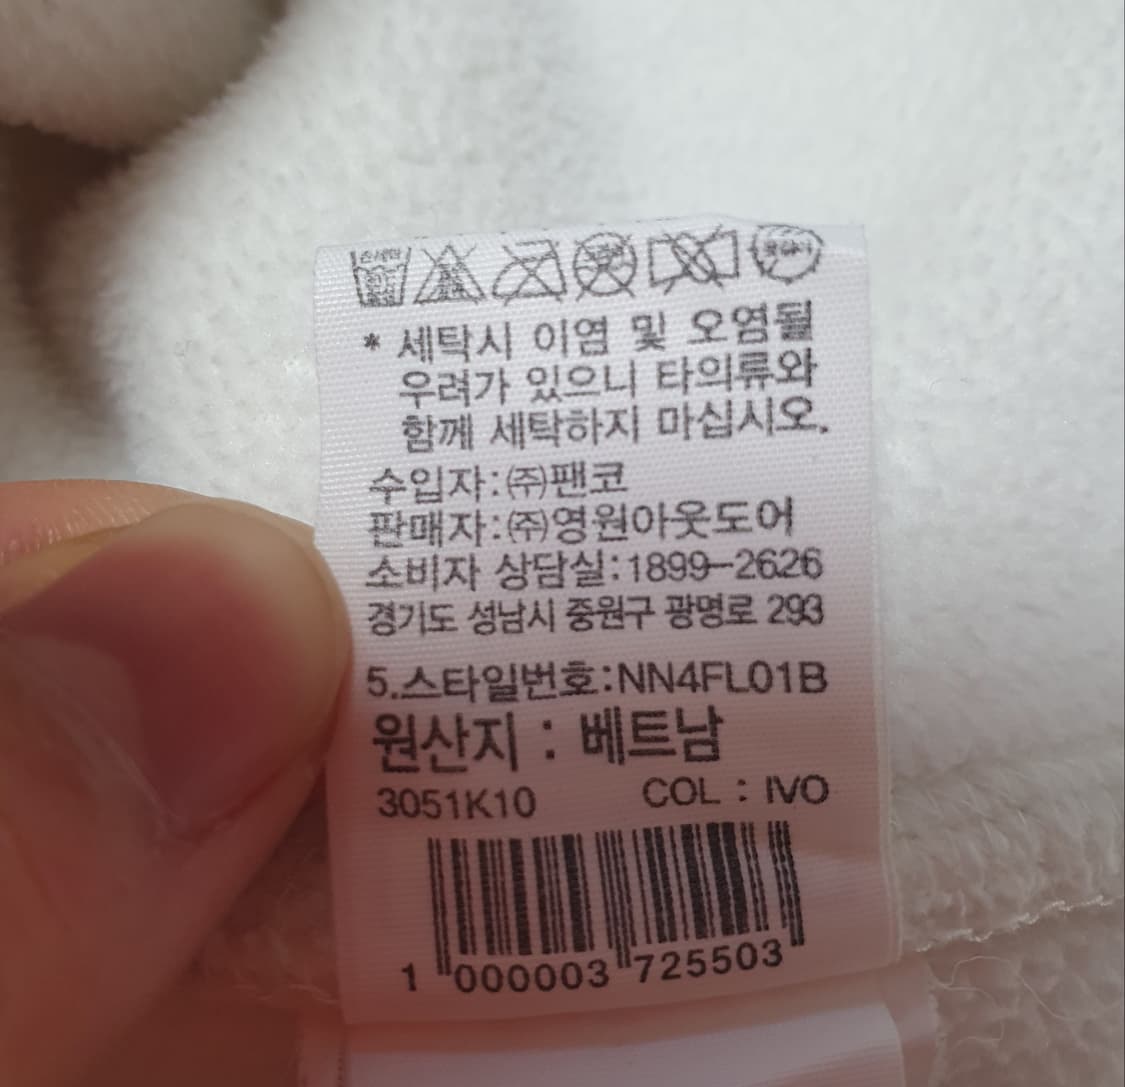 * 세탁시 이염 및 오염될
우려가 있으니 타의류와
함께 세탁하지 마십시오.
수입자:㈜팬코
판매자:㈜영원아웃도어
소비자 상담실:1899-2626
경기도 성남시 중원구 광명로 293
5.스타일번호:NN4FL01B
원산지 : 베트남
3051K10 COL : IVO
1 000003 725503